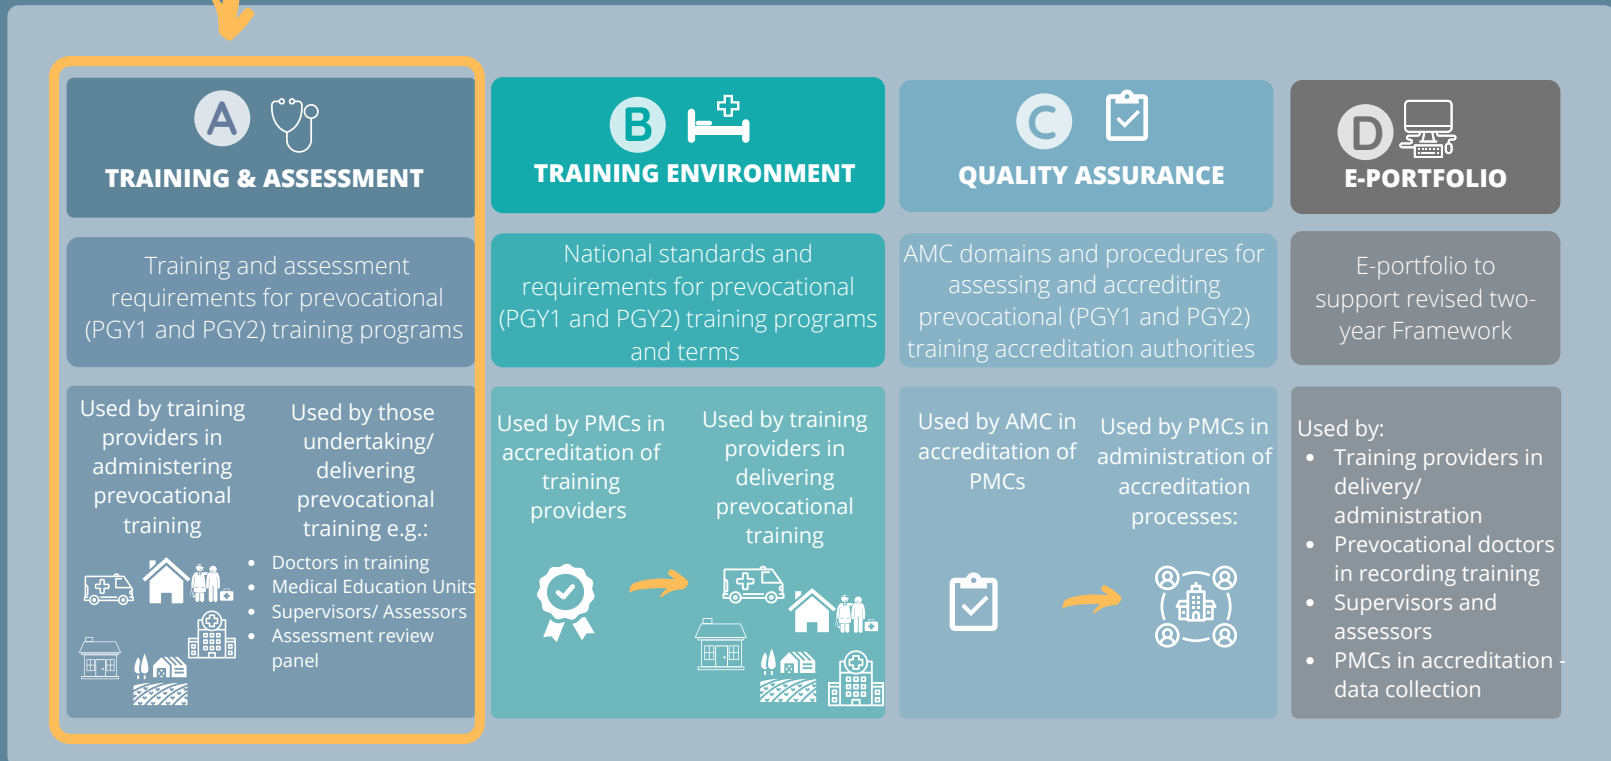 A
TRAINING & ASSESSMENT
Training and assessment
requirements for prevocational
(PGY1 and PGY2) training programs
Used by training
providers in
administering
prevocational
training
Used by those
undertaking/
delivering
prevocational
training e.g.:
• Doctors in training
• Medical Education Units
• Supervisors/ Assessors
• Assessment review
panel
B
TRAINING ENVIRONMENT
National standards and
requirements for prevocational
(PGY1 and PGY2) training programs
and terms
Used by PMCs in
accreditation of
training
providers
Used by training
providers in
delivering
prevocational
training
C
QUALITY ASSURANCE
AMC domains and procedures for
assessing and accrediting
prevocational (PGY1 and PGY2)
training accreditation authorities
Used by AMC in
accreditation of
PMCs
Used by PMCs in
administration of
accreditation
processes:
D
E-PORTFOLIO
E-portfolio to
support revised two-
year Framework
Used by:
• Training providers in
delivery/
administration
• Prevocational doctors
in recording training
• Supervisors and
assessors
• PMCs in accreditation -
data collection